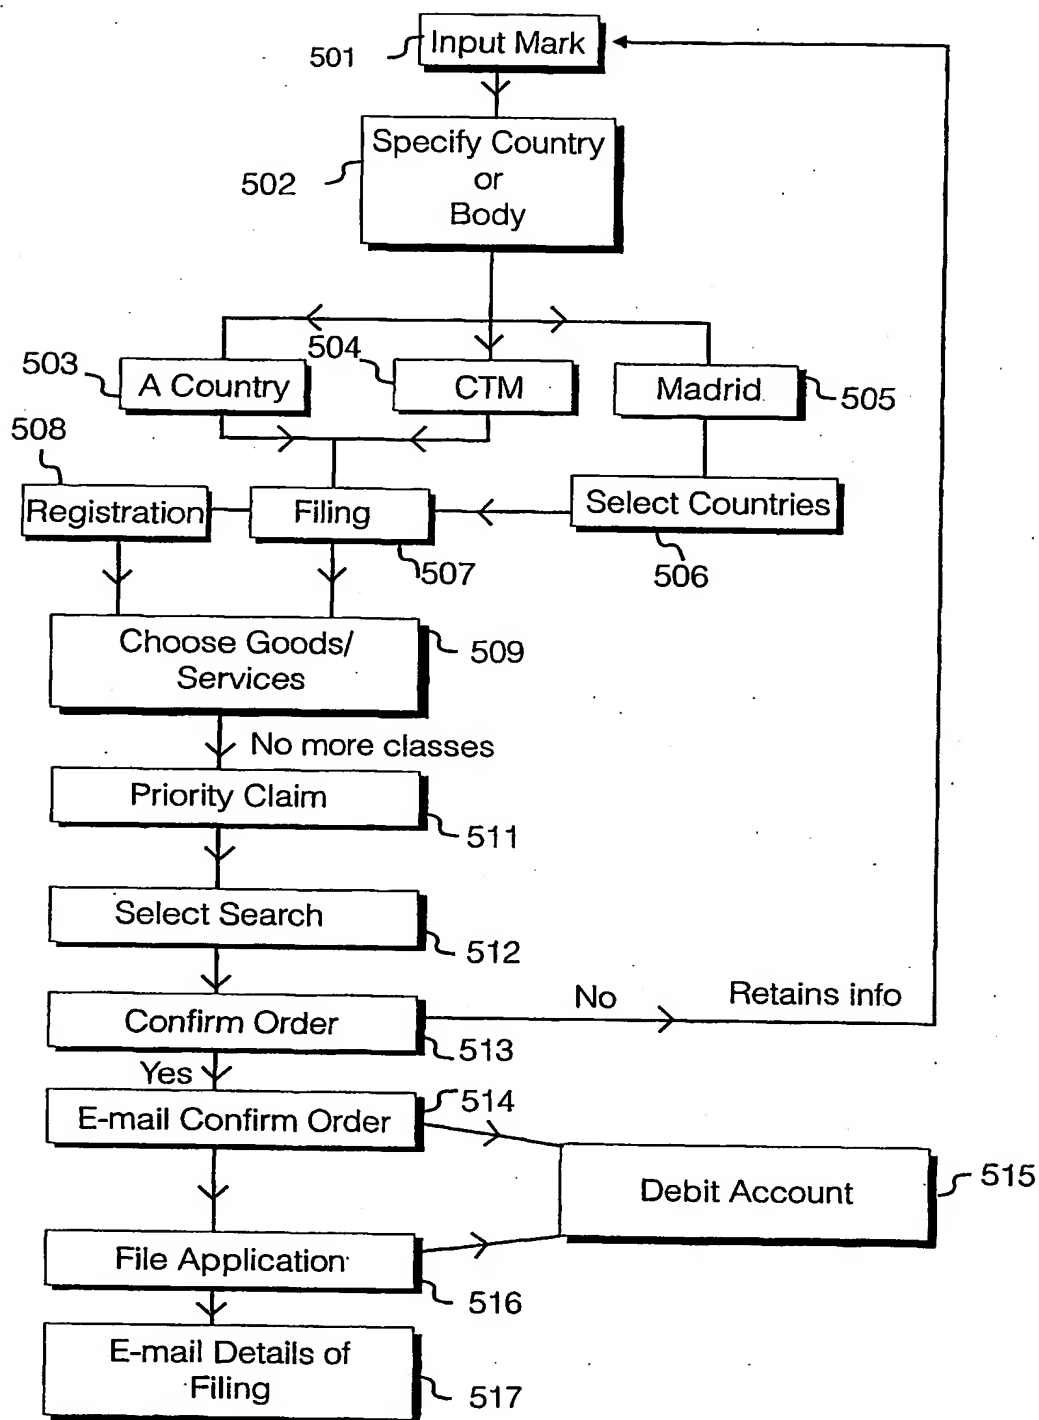 Input Mark
501
Specify Country
or
Body
502
504
503
A Country
CTM
Madrid
505
508
Registration
Filing
Select Countries
507
506
Choose Goods/
Services
509
No more classes
Priority Claim
511
Select Search
512
No
Retains info
Confirm Order
513
Yes
E-mail Confirm Order
514
Debit Account
515
File Application
516
E-mail Details of
Filing
517